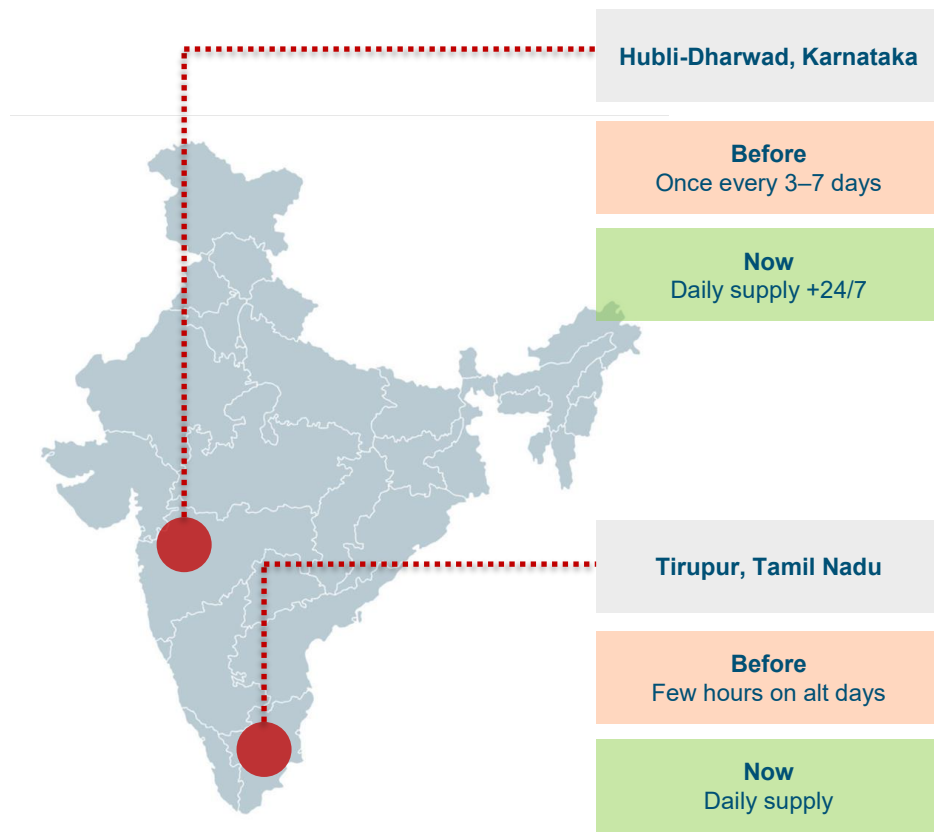 Hubli-Dharwad, Karnataka
Before
Once every 3–7 days
Now
Daily supply +24/7
Tirupur, Tamil Nadu
Before
Few hours on alt days
Now
Daily supply